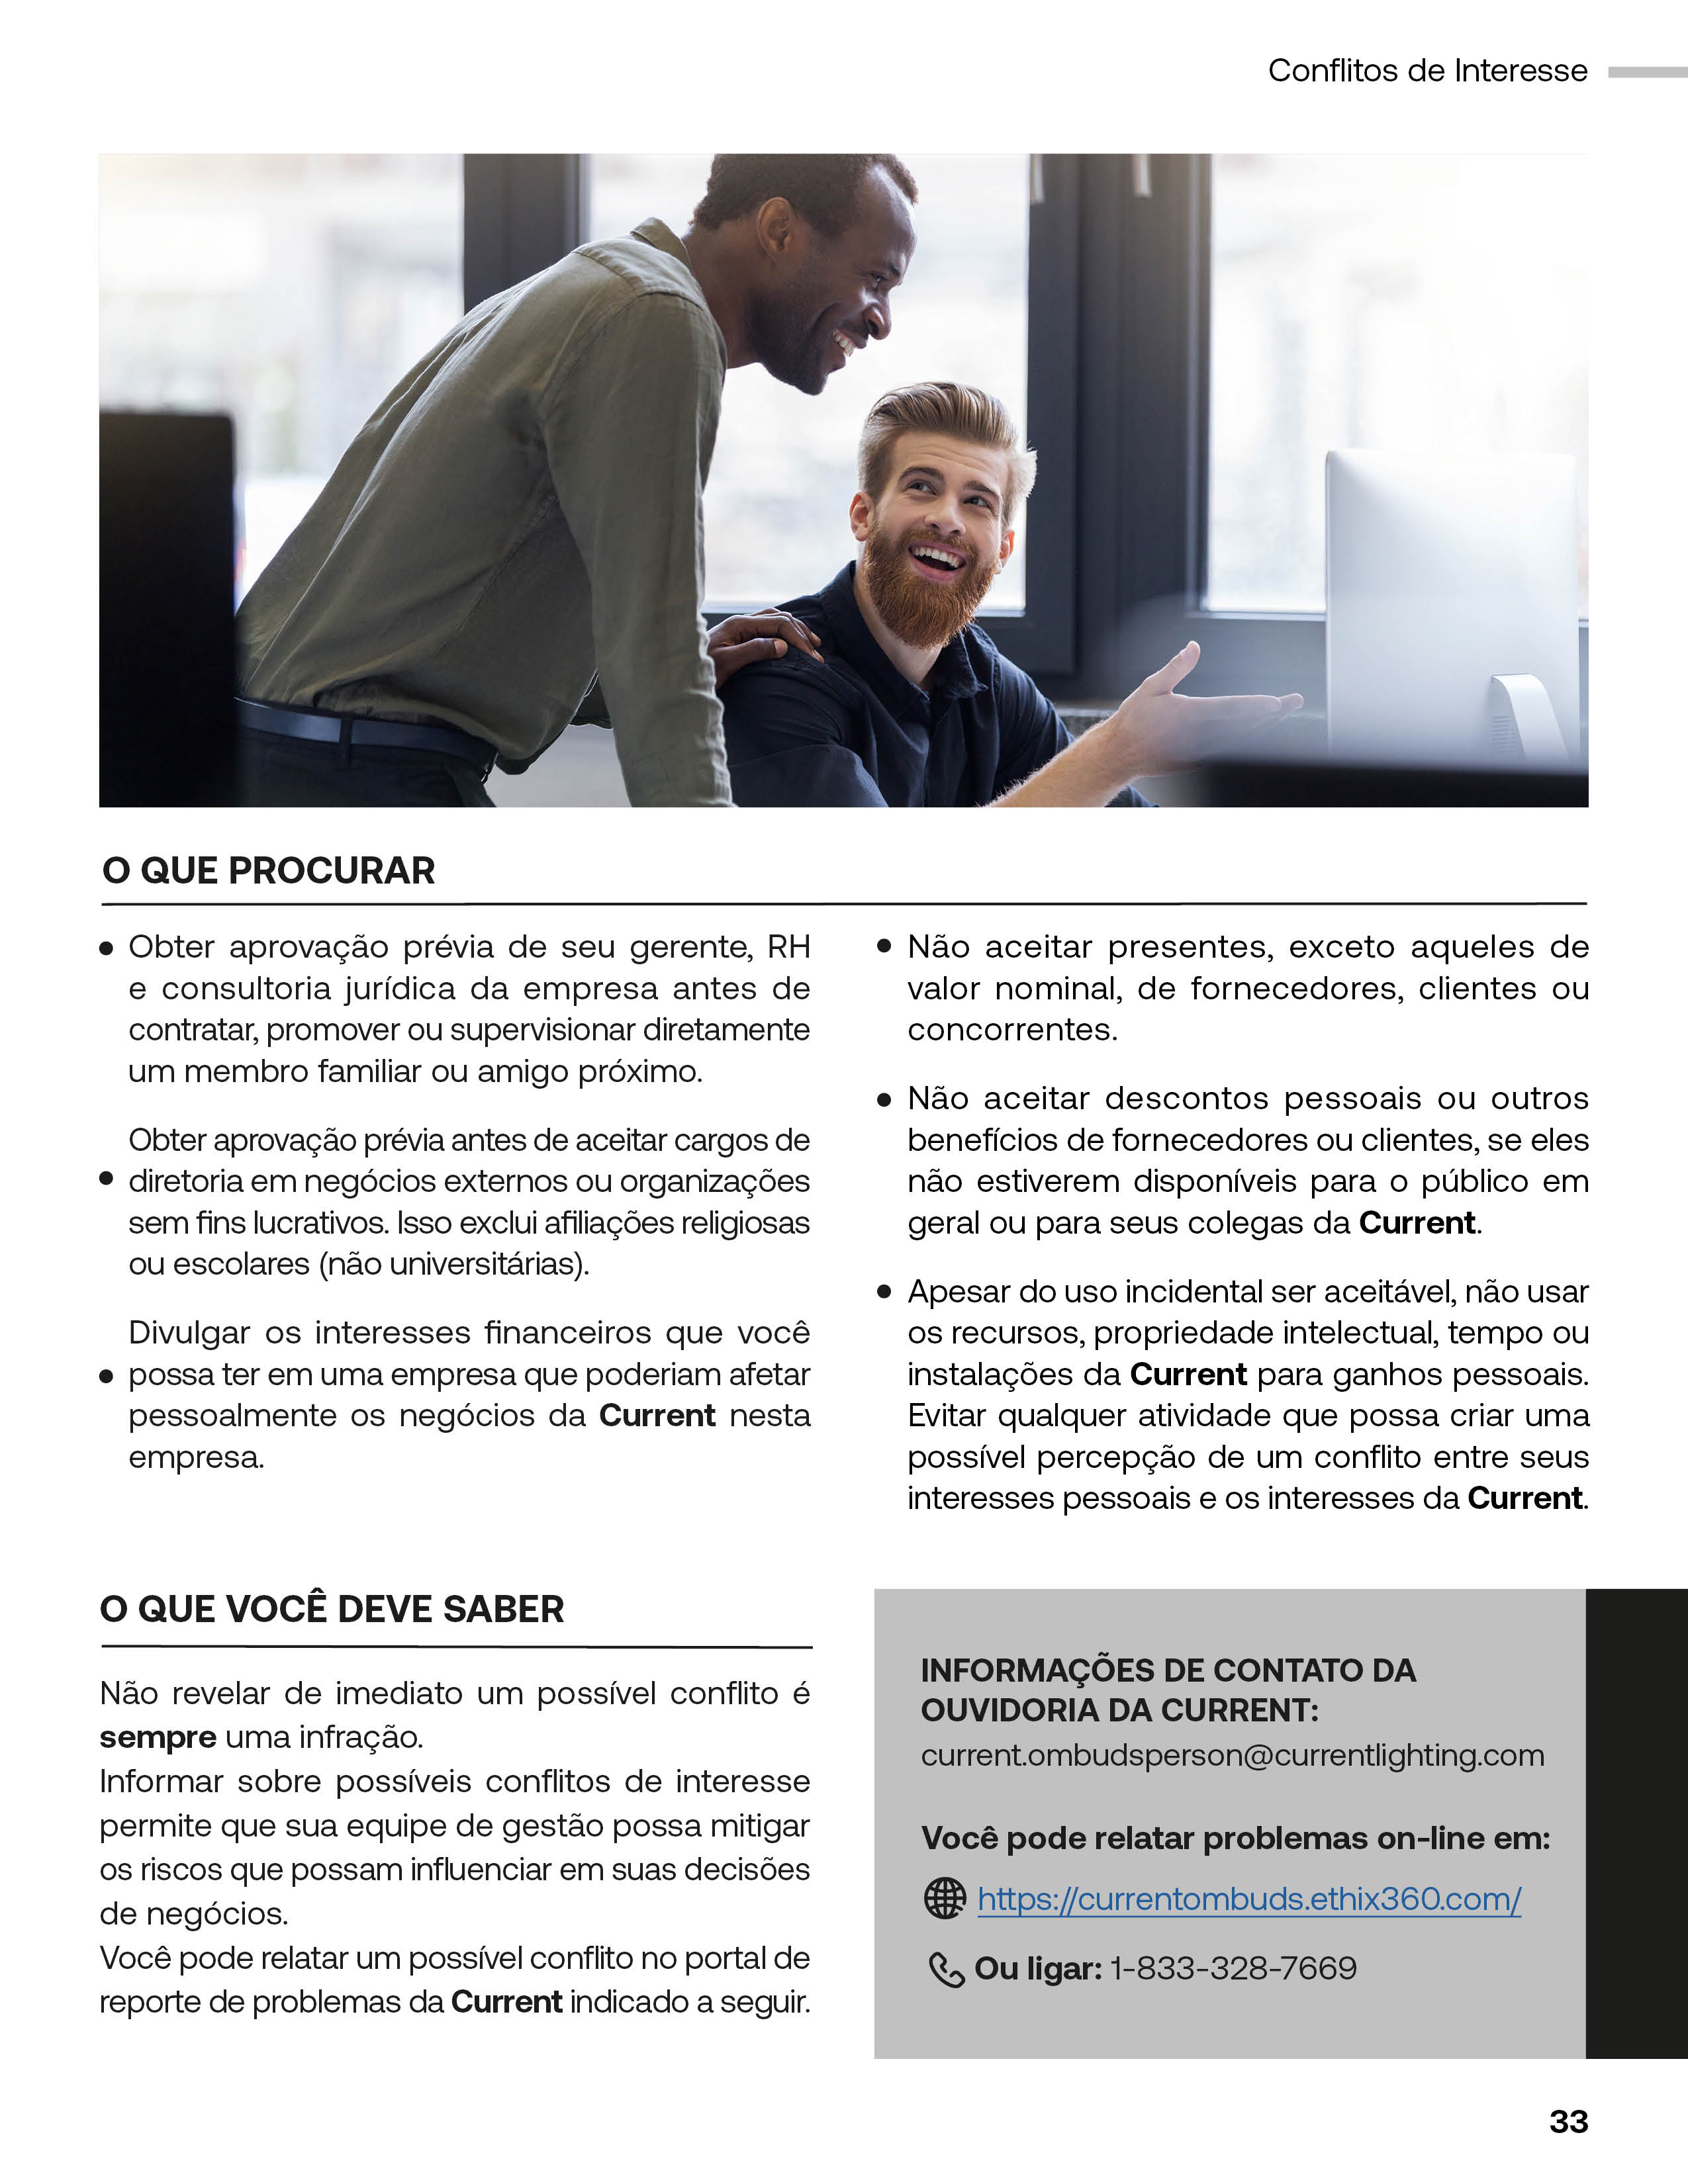 Conflitos de Interesse
O QUE PROCURAR
• Obter aprovação prévia de seu gerente, RH
e consultoria jurídica da empresa antes de
contratar, promover ou supervisionar diretamente
um membro familiar ou amigo próximo.
Obter aprovação prévia antes de aceitar cargos de
• diretoria em negócios externos ou organizações
sem fins lucrativos. Isso exclui afiliações religiosas
ou escolares (não universitárias).
Divulgar os interesses financeiros que você
• possa ter em uma empresa que poderiam afetar
pessoalmente os negócios da Current nesta
empresa.
• Não aceitar presentes, exceto aqueles de
valor nominal, de fornecedores, clientes ou
concorrentes.
• Não aceitar descontos pessoais ou outros
benefícios de fornecedores ou clientes, se eles
não estiverem disponíveis para o público em
geral ou para seus colegas da Current.
• Apesar do uso incidental ser aceitável, não usar
os recursos, propriedade intelectual, tempo ou
instalações da Current para ganhos pessoais.
Evitar qualquer atividade que possa criar uma
possível percepção de um conflito entre seus
interesses pessoais e os interesses da Current.
O QUE VOCÊ DEVE SABER
Não revelar de imediato um possível conflito é
sempre uma infração.
Informar sobre possíveis conflitos de interesse
permite que sua equipe de gestão possa mitigar
os riscos que possam influenciar em suas decisões
de negócios.
Você pode relatar um possível conflito no portal de
reporte de problemas da Current indicado a seguir.
INFORMAÇÕES DE CONTATO DA
OUVIDORIA DA CURRENT:
current.ombudsperson@currentlighting.com
Você pode relatar problemas on-line em:
https://currentombuds.ethix360.com/
Ou ligar: 1-833-328-7669
33